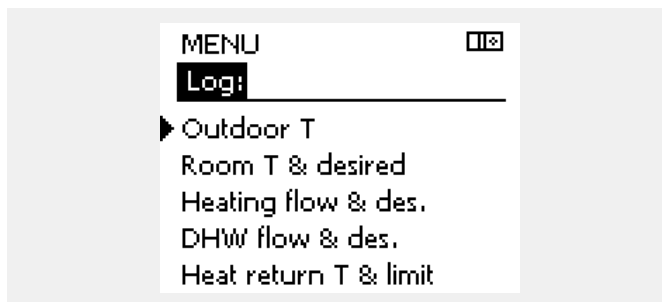 MENU
Log:
Outdoor T
Room T & desired
Heating flow & des.
DHW flow & des.
Heat return T & limit